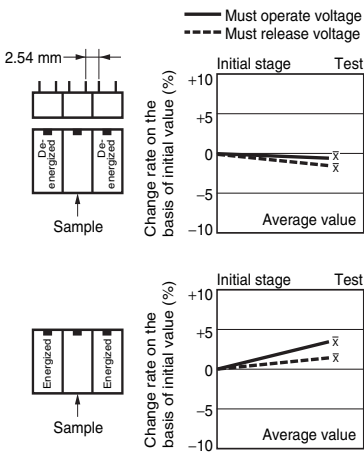 Must operate voltage
Must release voltage
2.54 mm
De-
energized
De-
energized
Sample
Change rate on the
basis of initial value (%)
Initial stage Test
+10
+5
0
−5
−10
x̄
x̄
Average value
Energized
Energized
Sample
Change rate on the
basis of initial value (%)
Initial stage Test
+10
+5
0
−5
−10
x̄
x̄
Average value